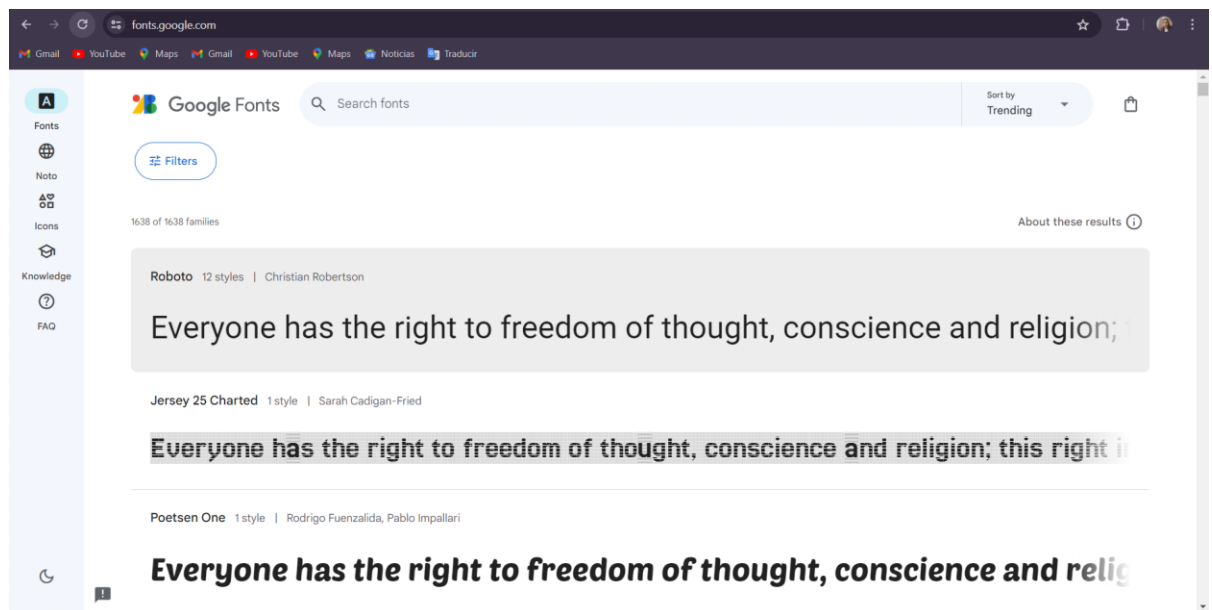 fonts.google.com
Gmail YouTube Maps Gmail YouTube Maps Noticias Traducir
Google Fonts
Search fonts
Sort by
Trending
Fonts
Noto
Icons
Knowledge
FAQ
Filters
1638 of 1638 families
About these results
Roboto 12 styles | Christian Robertson
Everyone has the right to freedom of thought, conscience and religion;
Jersey 25 Charted 1 style | Sarah Cadigan-Fried
Everyone has the right to freedom of thought, conscience and religion; this right
Poetsen One 1 style | Rodrigo Fuenzalida, Pablo Impallari
Everyone has the right to freedom of thought, conscience and relig